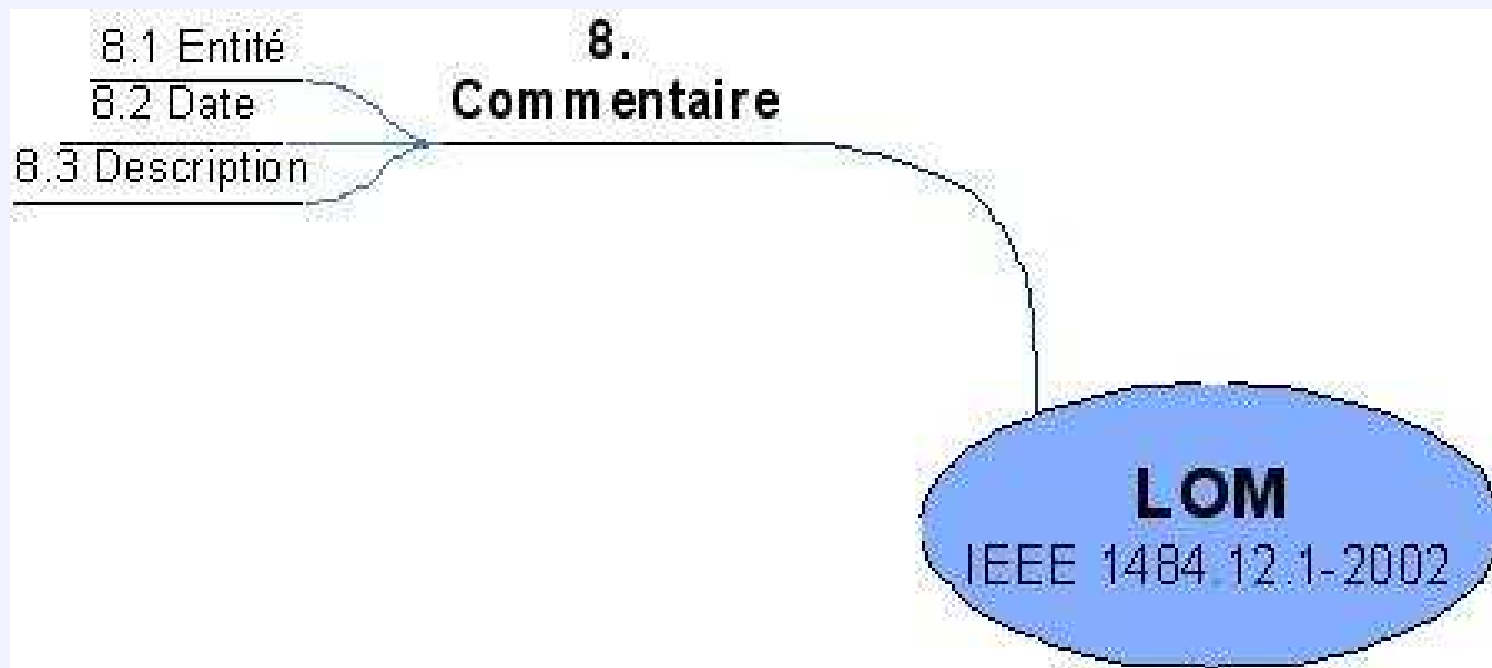 8.1 Entité
8.2 Date
8.3 Description
8.
Commentaire
LOM
IEEE 1484.12.1-2002